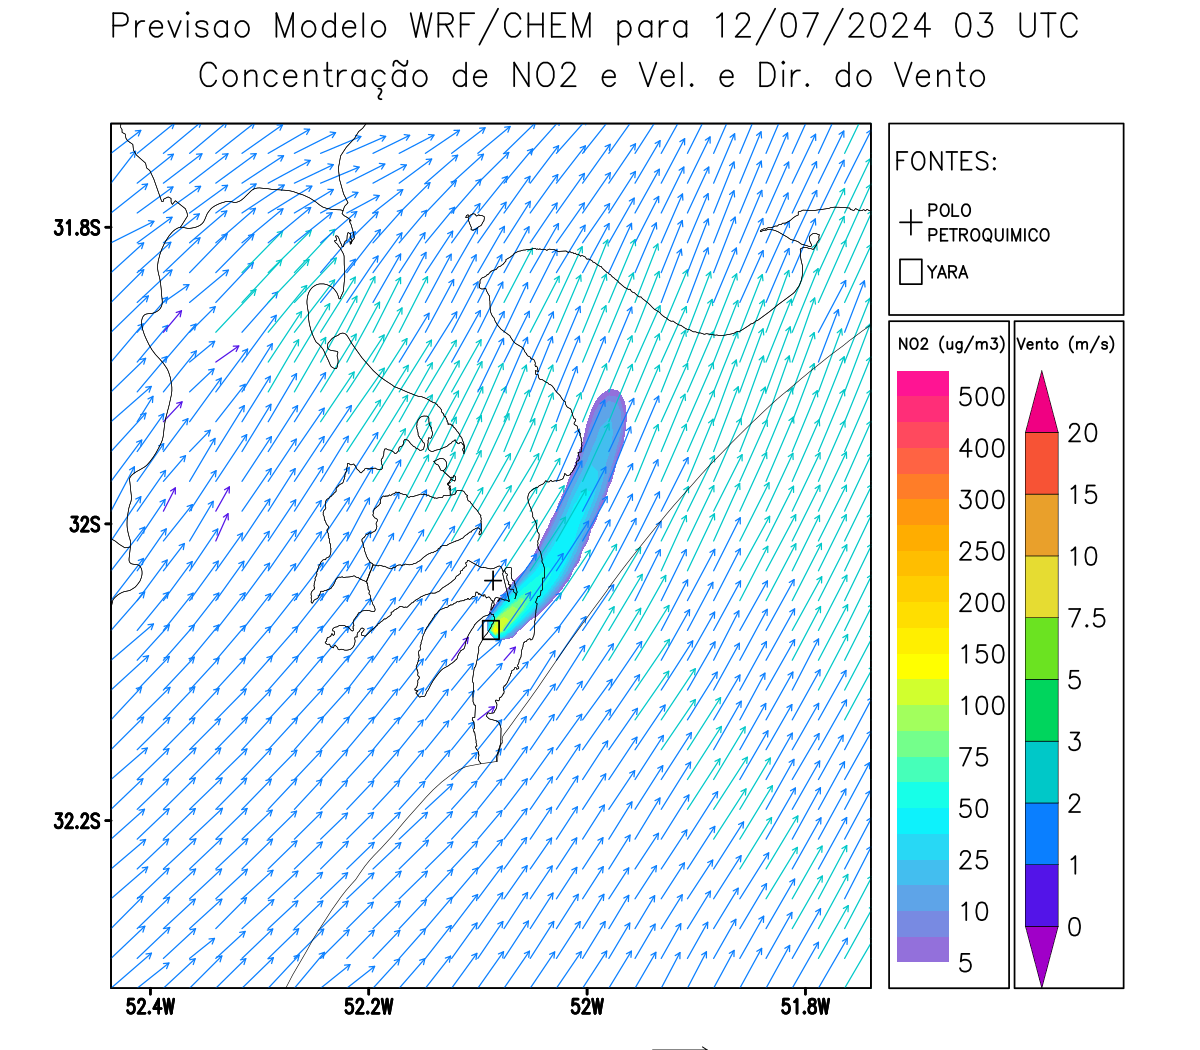 Previsao Modelo WRF/CHEM para 12/07/2024 03 UTC
Concentração de NO2 e Vel. e Dir. do Vento
FONTES:
POLO
PETROQUIMICO
YARA
31.8S
32S
32.2S
52.4W
52.2W
52W
51.8W
NO2 (ug/m3)
500
400
300
250
200
150
100
75
50
25
10
5
Vento (m/s)
20
15
10
7.5
5
3
2
1
0